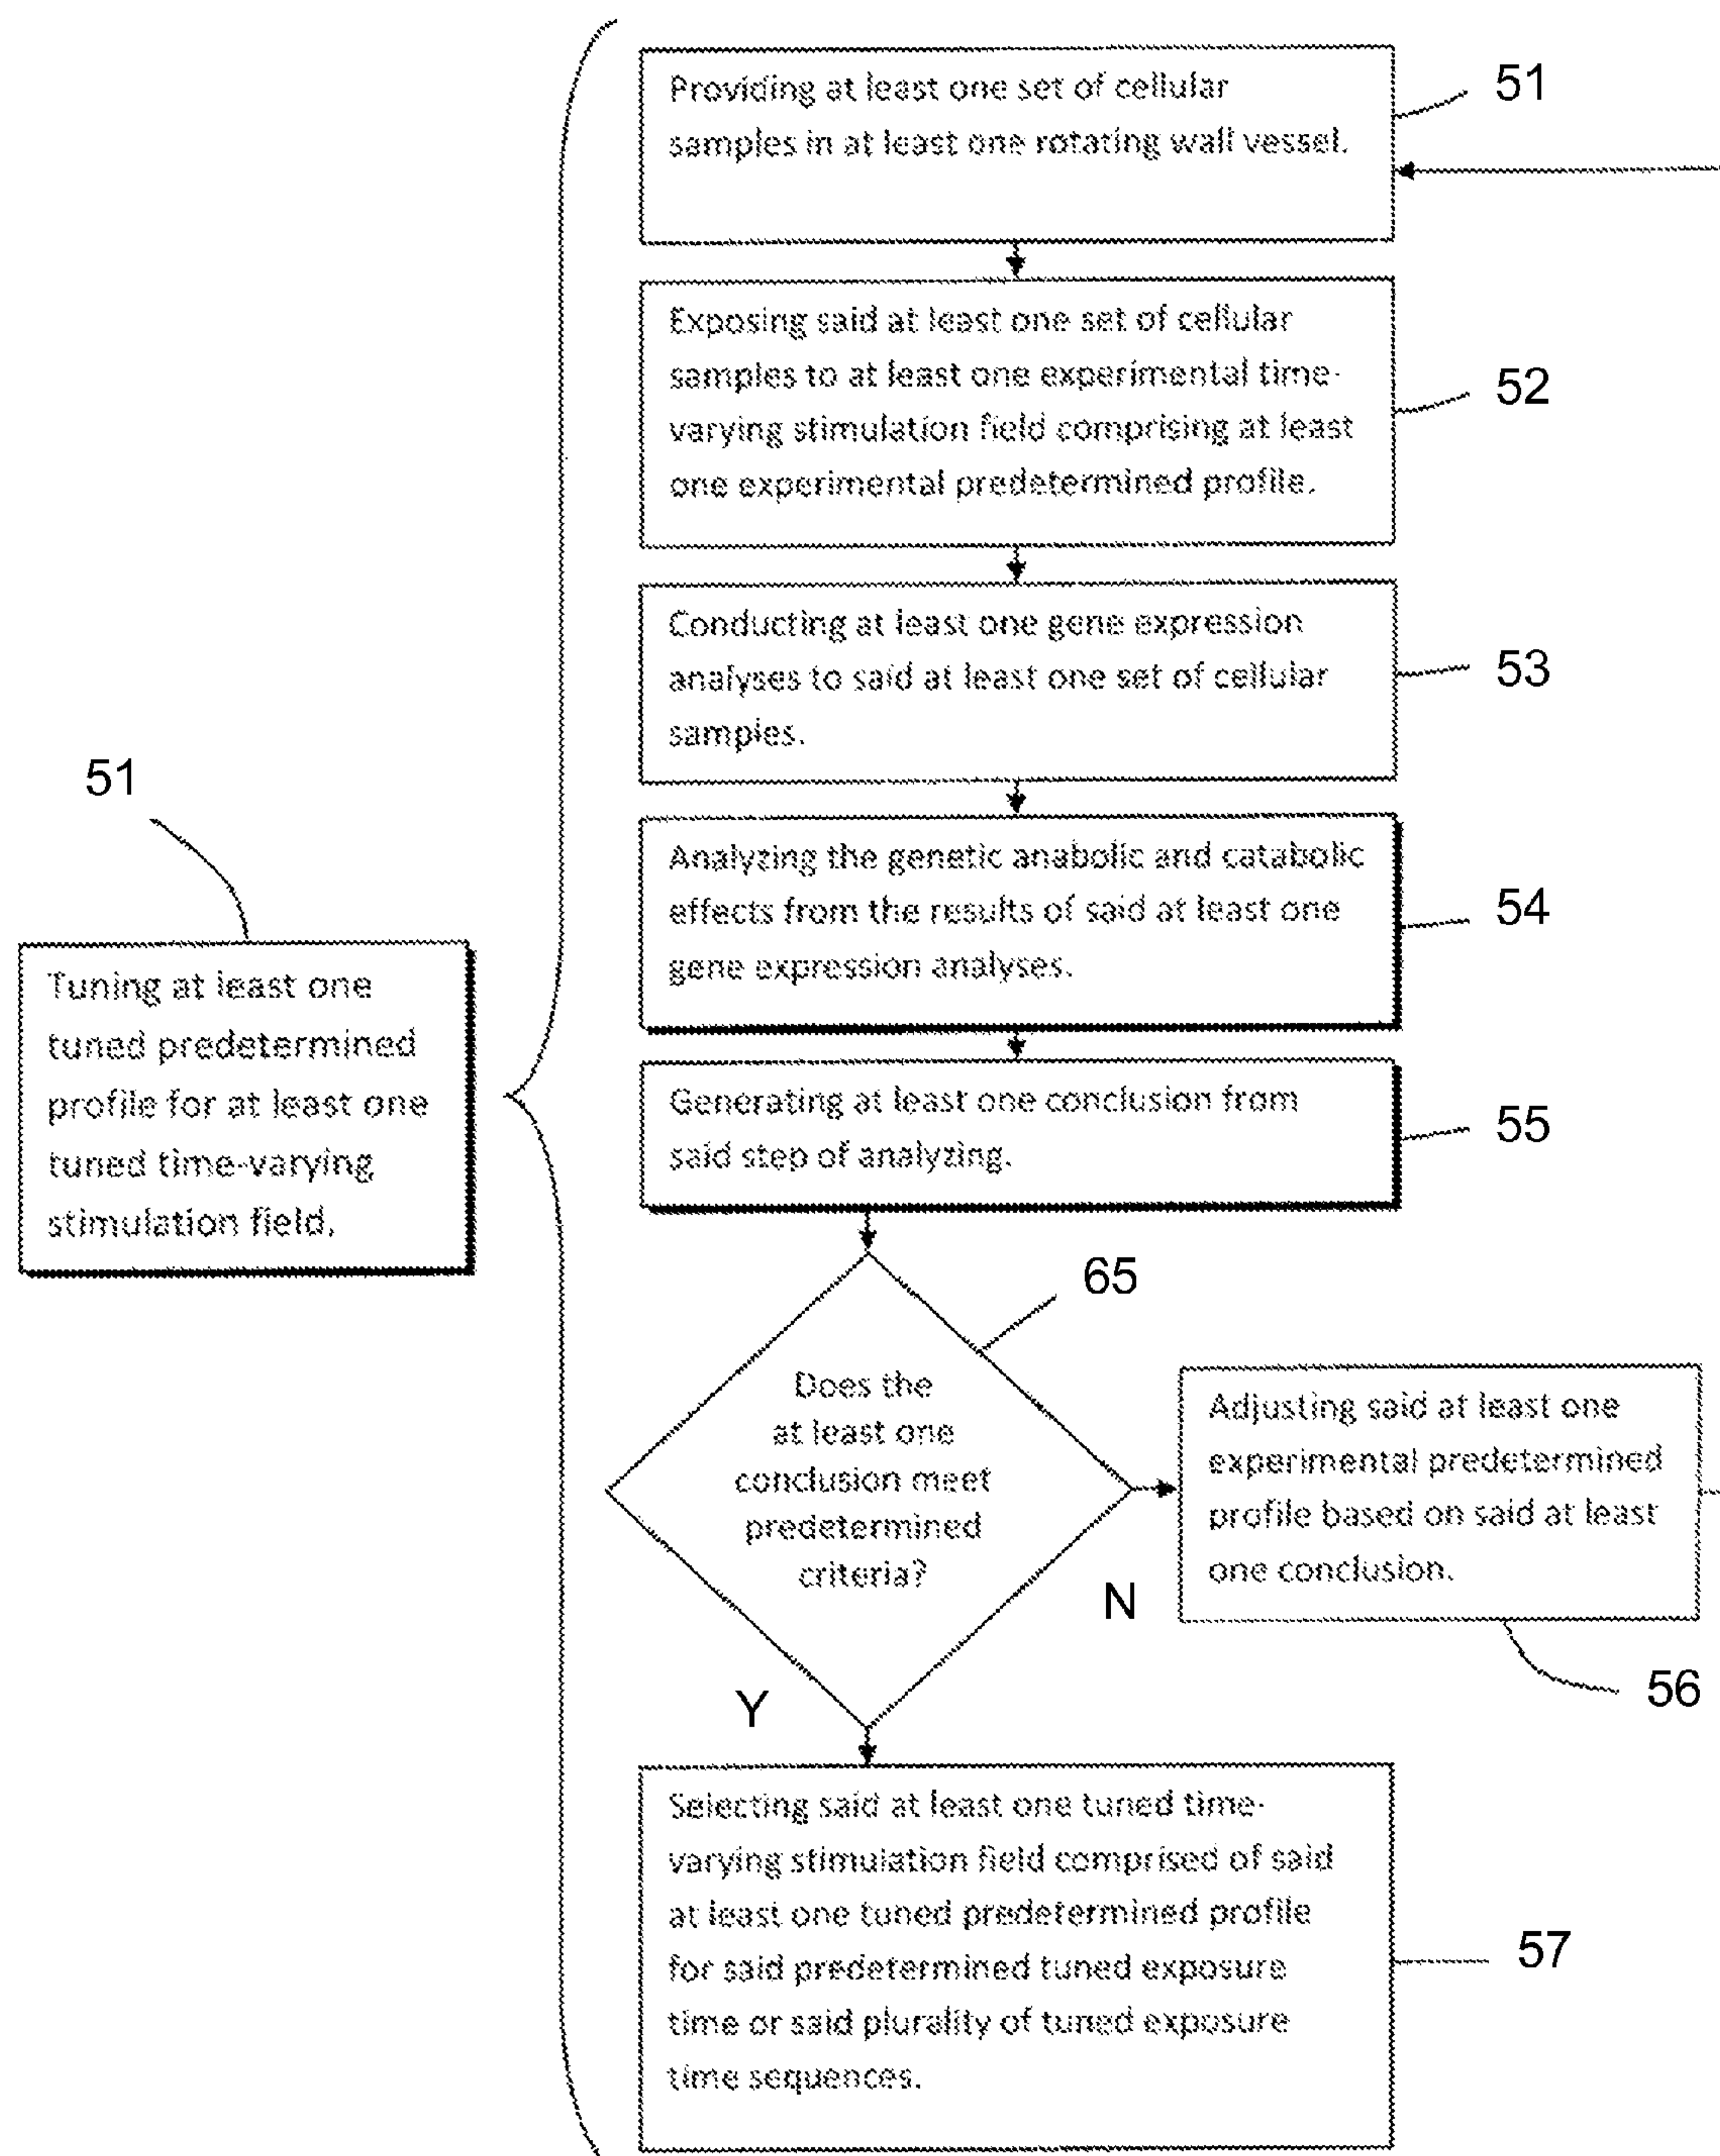 51
Tuning at least one
tuned predetermined
profile for at least one
tuned time-varying
stimulation field.
Providing at least one set of cellular
samples in at least one rotating wall vessel.
51
Exposing said at least one set of cellular
samples to at least one experimental time-
varying stimulation field comprising at least
one experimental predetermined profile.
52
Conducting at least one gene expression
analyses to said at least one set of cellular
samples.
53
Analyzing the genetic anabolic and catabolic
effects from the results of said at least one
gene expression analyses.
54
Generating at least one conclusion from
said step of analyzing.
55
65
Does the
at least one
conclusion meet
predetermined
criteria?
N
Y
Adjusting said at least one
experimental predetermined
profile based on said at least
one conclusion.
56
Selecting said at least one tuned time-
varying stimulation field comprised of said
at least one tuned predetermined profile
for said predetermined tuned exposure
time or said plurality of tuned exposure
time sequences.
57